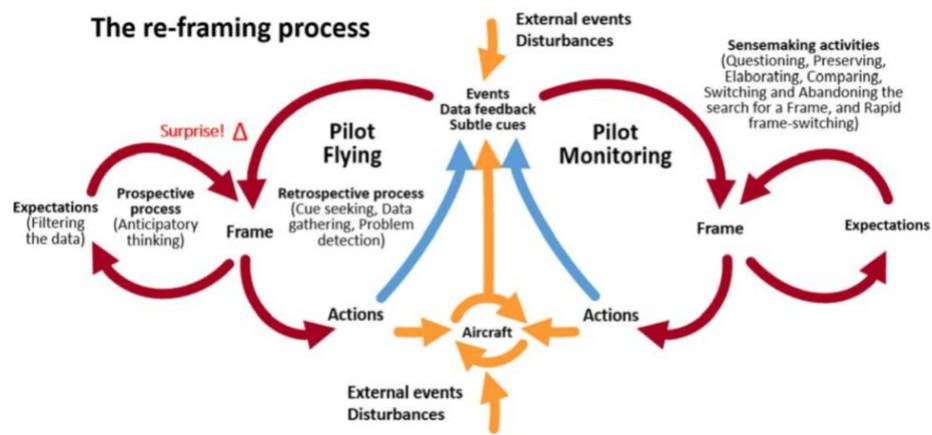 The re-framing process
External events
Disturbances
Sensemaking activities
(Questioning, Preserving,
Elaborating, Comparing,
Switching and Abandoning the
search for a Frame, and Rapid
frame-switching)
Events
Data feedback
Subtle cues
Surprise! Δ
Pilot
Flying
Pilot
Monitoring
Expectations
(Filtering
the data)
Prospective
process
(Anticipatory
thinking)
Frame
Retrospective process
(Cue seeking, Data
gathering, Problem
detection)
Frame
Expectations
Actions
Aircraft
Actions
External events
Disturbances